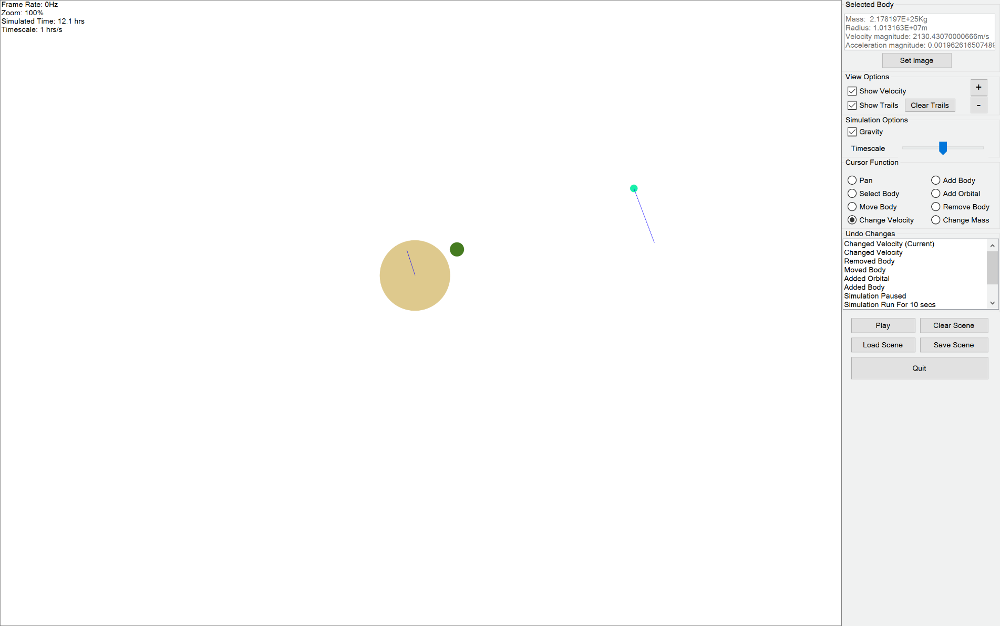 Frame Rate: 0Hz
Zoom: 100%
Simulated Time: 12.1 hrs
Timescale: 1 hrs/s
Selected Body
Mass:  2.178197E+25Kg
Radius: 1.013163E+07m
Velocity magnitude: 2130.43070000666m/s
Acceleration magnitude: 0.001962616507489
Set Image
View Options
Show Velocity
+
Show Trails
Clear Trails
-
Simulation Options
Gravity
Timescale
Cursor Function
Pan
Add Body
Select Body
Add Orbital
Move Body
Remove Body
Change Velocity
Change Mass
Undo Changes
Changed Velocity (Current)
Changed Velocity
Removed Body
Moved Body
Added Orbital
Added Body
Simulation Paused
Simulation Run For 10 secs
Play
Clear Scene
Load Scene
Save Scene
Quit